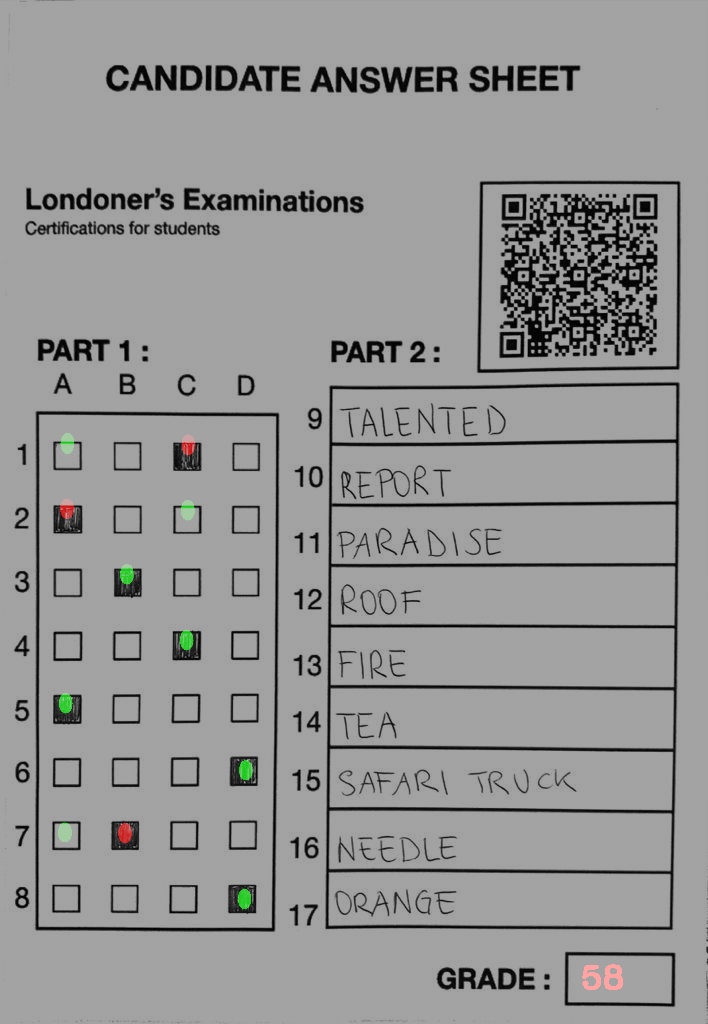 CANDIDATE ANSWER SHEET
Londoner's Examinations
Certifications for students
PART 1 :
A B C D
1
2
3
4
5
6
7
8
PART 2 :
9 TALENTED
10 REPORT
11 PARADISE
12 ROOF
13 FIRE
14 TEA
15 SAFARI TRUCK
16 NEEDLE
17 ORANGE
GRADE : 58